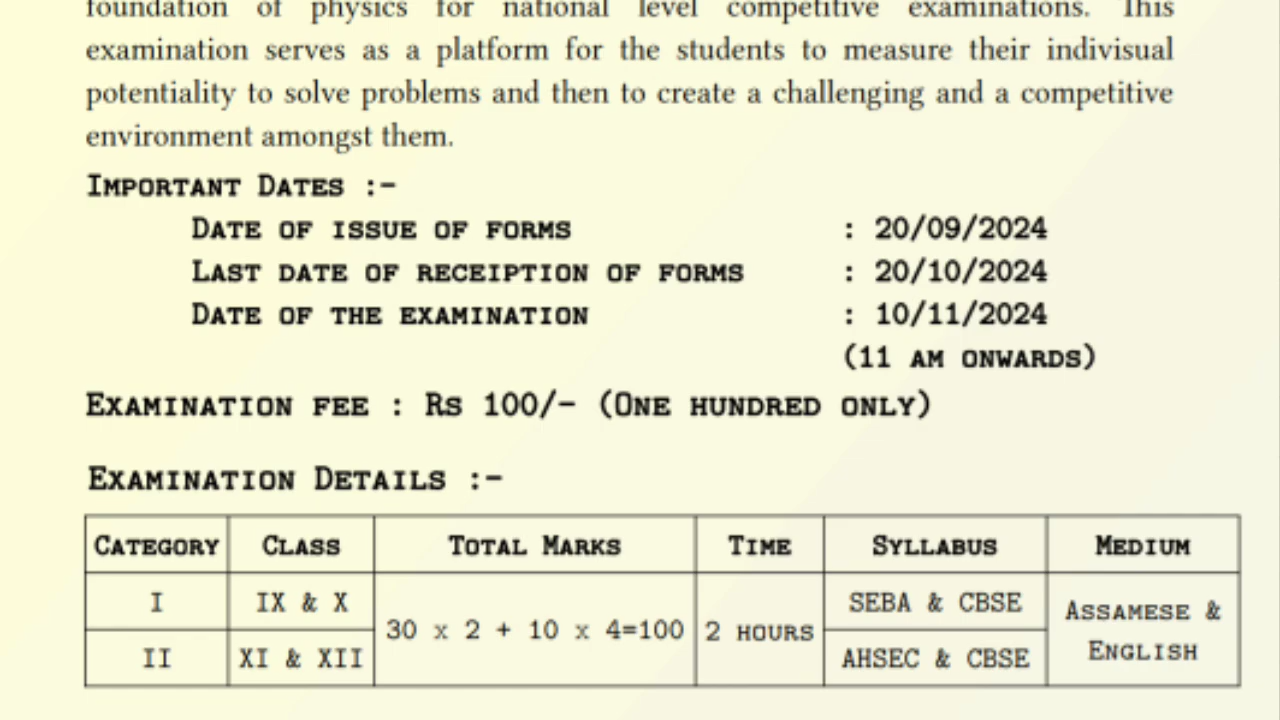 foundation of physics for national level competitive examinations. This
examination serves as a platform for the students to measure their indivisual
potentiality to solve problems and then to create a challenging and a competitive
environment amongst them.
IMPORTANT DATES :-
DATE OF ISSUE OF FORMS : 20/09/2024
LAST DATE OF RECEIPTION OF FORMS : 20/10/2024
DATE OF THE EXAMINATION : 10/11/2024
(11 AM ONWARDS)
EXAMINATION FEE : Rs 100/- (ONE HUNDRED ONLY)
EXAMINATION DETAILS :-
CATEGORY CLASS TOTAL MARKS TIME SYLLABUS MEDIUM
I IX & X 30 x 2 + 10 x 4=100 2 HOURS SEBA & CBSE ASSAMESE &
ENGLISH
II XI & XII AHSEC & CBSE